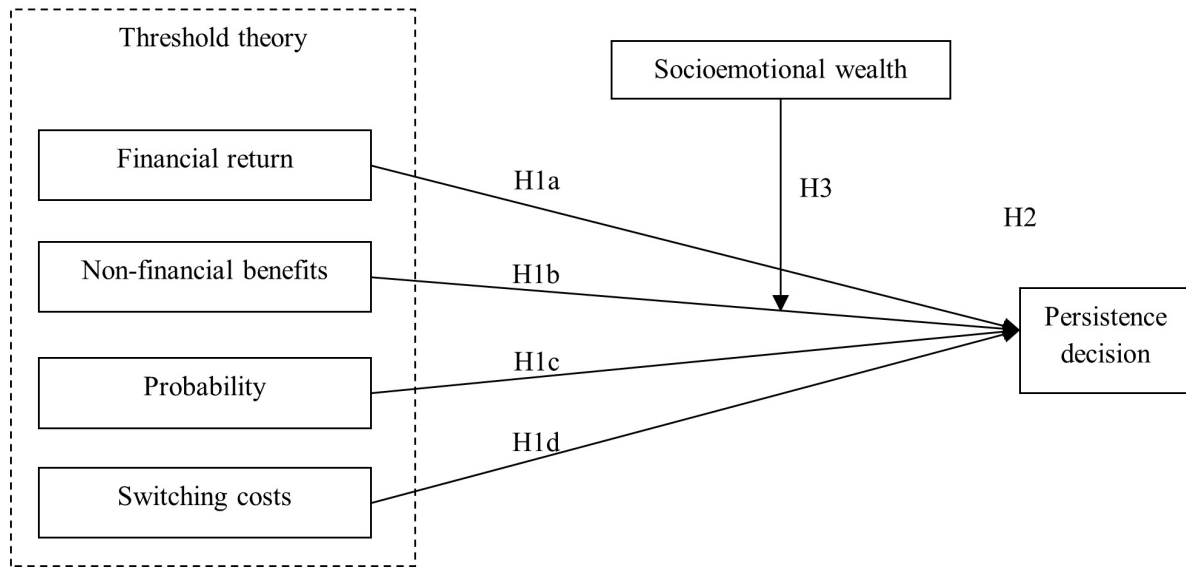 Threshold theory
Socioemotional wealth
Financial return
H1a
H3
H2
Non-financial benefits
H1b
Persistence
decision
Probability
H1c
H1d
Switching costs